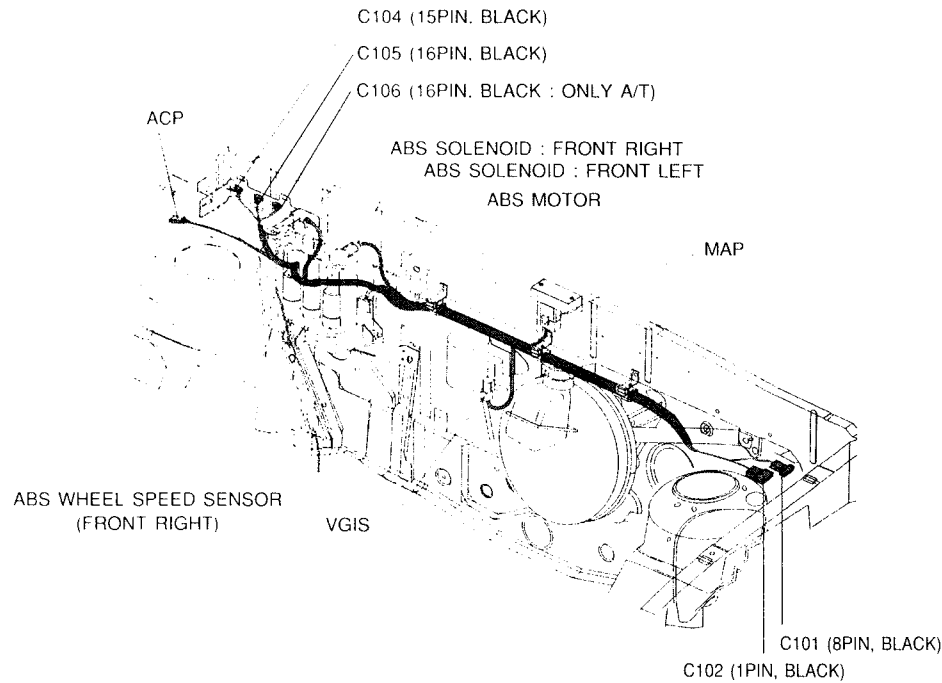 C104 (15PIN. BLACK)
C105 (16PIN. BLACK)
C106 (16PIN. BLACK : ONLY A/T)
ACP
ABS SOLENOID : FRONT RIGHT
ABS SOLENOID : FRONT LEFT
ABS MOTOR
MAP
ABS WHEEL SPEED SENSOR
(FRONT RIGHT)
VGIS
C101 (8PIN, BLACK)
C102 (1PIN, BLACK)